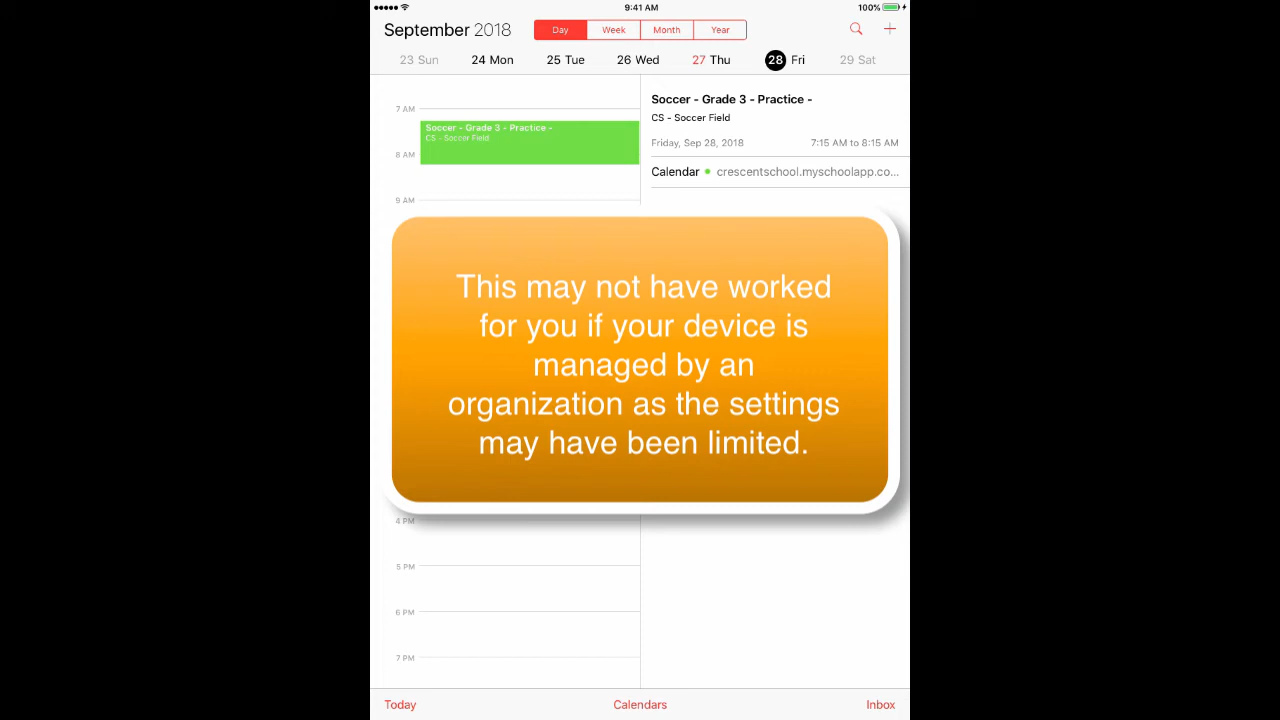 9:41 AM
100%
September 2018
Day Week Month Year
23 Sun 24 Mon 25 Tue 26 Wed 27 Thu 28 Fri 29 Sat
7 AM
Soccer - Grade 3 - Practice -
CS - Soccer Field
8 AM
9 AM
Soccer - Grade 3 - Practice -
CS - Soccer Field
Friday, Sep 28, 2018 7:15 AM to 8:15 AM
Calendar crescentschool.myschoolapp.co...
This may not have worked
for you if your device is
managed by an
organization as the settings
may have been limited.
4 PM
5 PM
6 PM
7 PM
Today Calendars Inbox